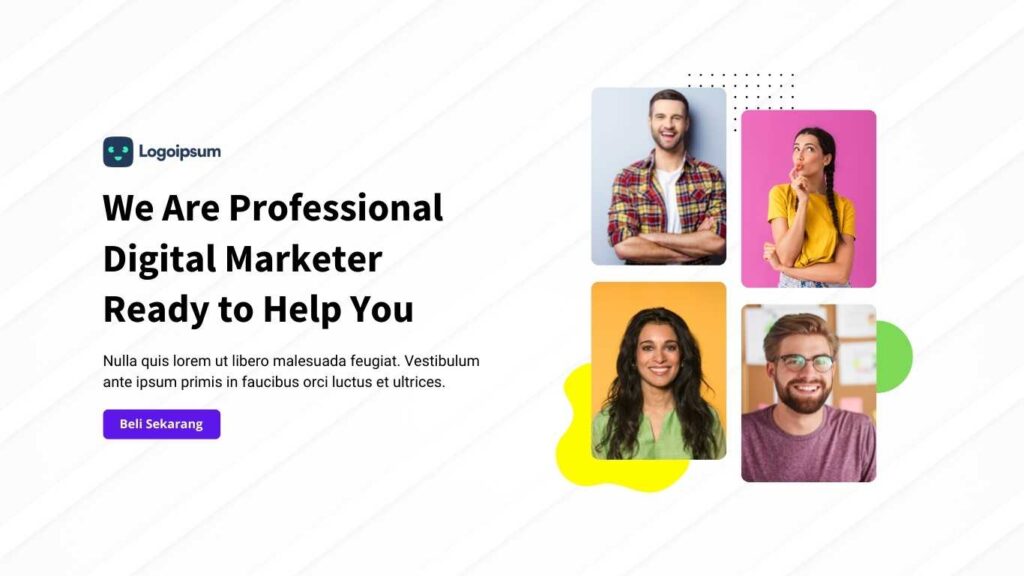 Logoipsum
We Are Professional
Digital Marketer
Ready to Help You
Nulla quis lorem ut libero malesuada feugiat. Vestibulum
ante ipsum primis in faucibus orci luctus et ultrices.
Beli Sekarang